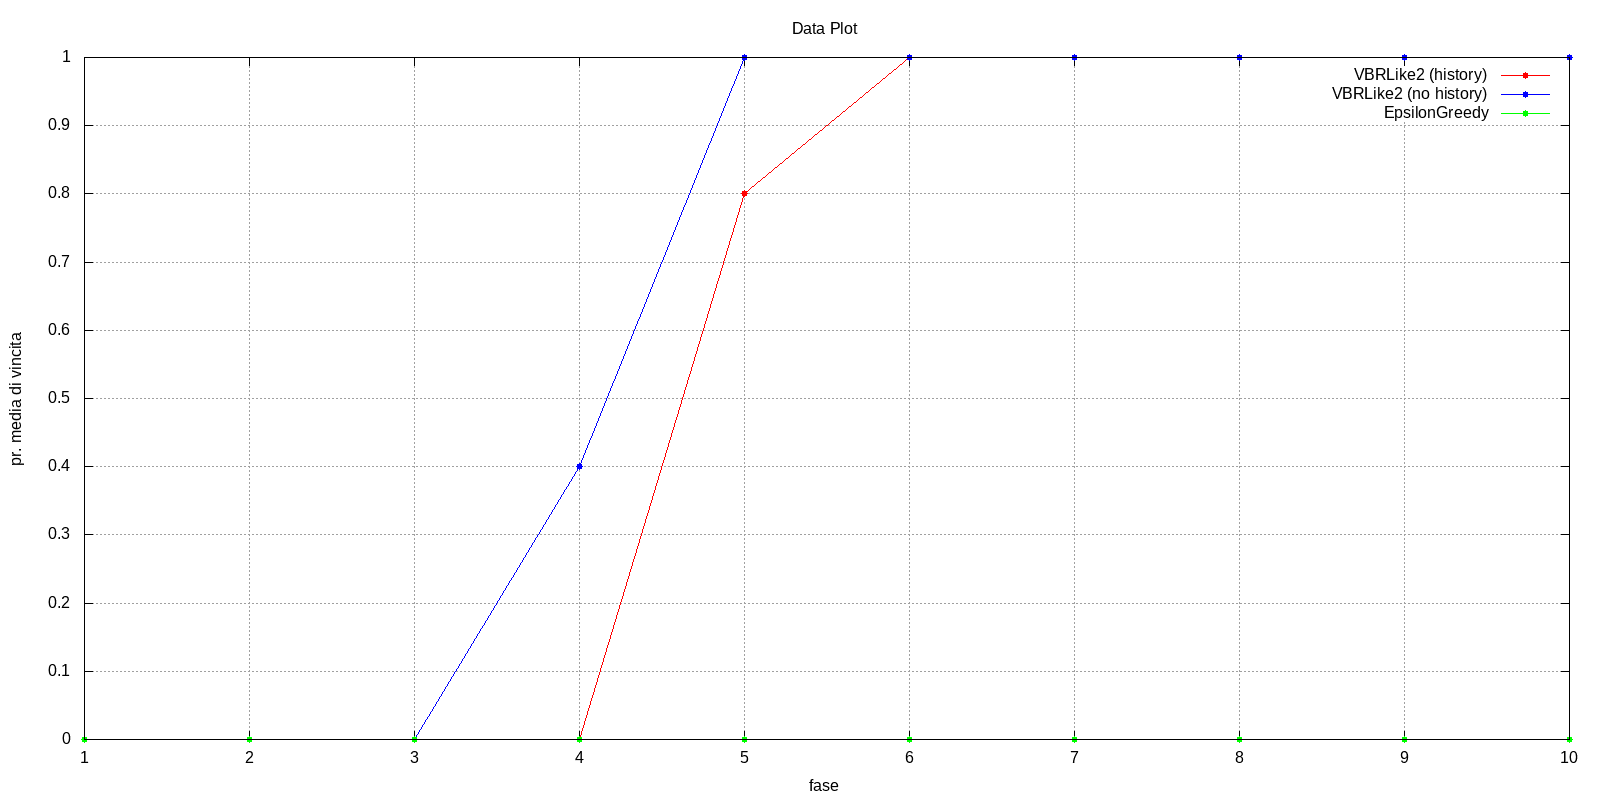 Data Plot
1
0.9
0.8
0.7
0.6
0.5
0.4
0.3
0.2
0.1
0
pr. media di vincita
VBRLike2 (history)
VBRLike2 (no history)
EpsilonGreedy
1 2 3 4 5 6 7 8 9 10
fase